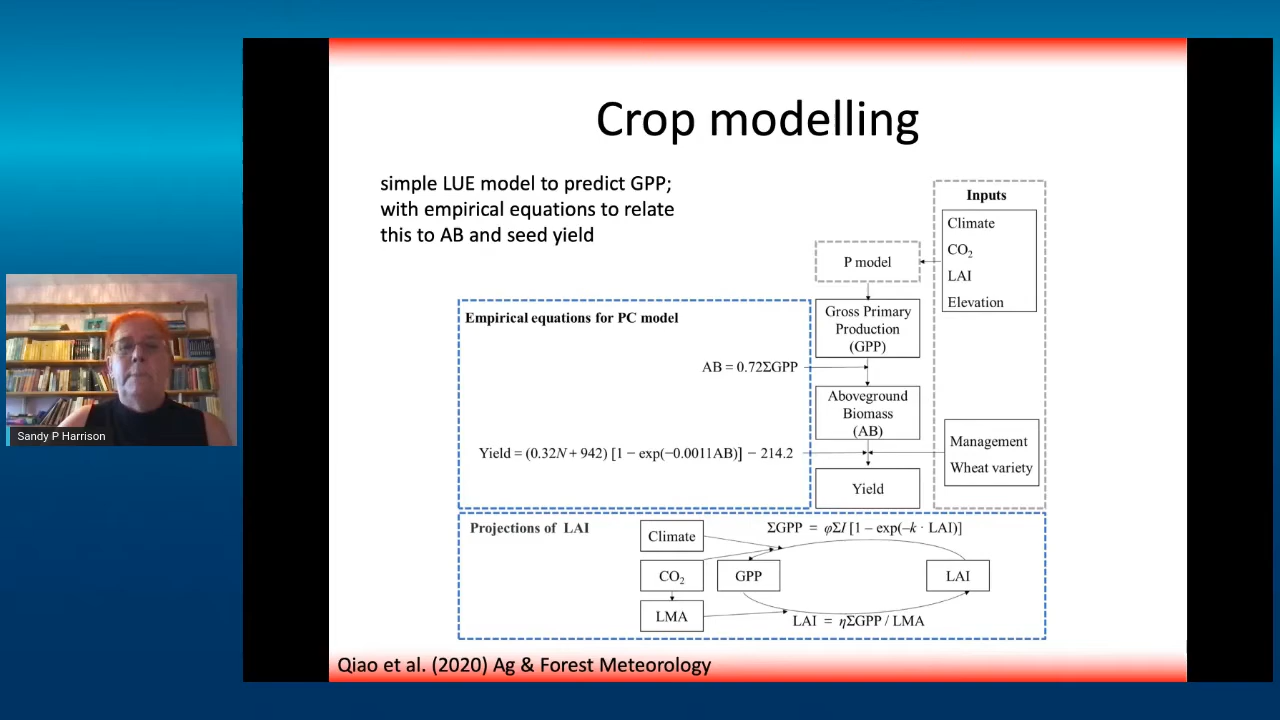 Crop modelling
simple LUE model to predict GPP;
with empirical equations to relate
this to AB and seed yield
Inputs
Climate
CO₂
LAI
Elevation
P model
Gross Primary
Production
(GPP)
Empirical equations for PC model
AB = 0.72ΣGPP
Aboveground
Biomass
(AB)
Yield = (0.32N + 942) [1 − exp(−0.0011AB)] − 214.2
Management
Wheat variety
Yield
Projections of LAI
Climate
CO₂
LMA
ΣGPP = φΣI [1 – exp(–k · LAI)]
GPP
LAI
LAI = ηΣGPP / LMA
Qiao et al. (2020) Ag & Forest Meteorology
Sandy P Harrison